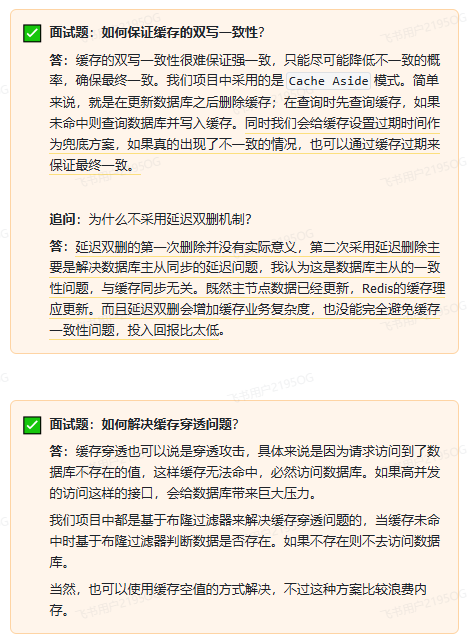 面试题：如何保证缓存的双写一致性？
答：缓存的双写一致性很难保证强一致，只能尽可能降低不一致的概
率，确保最终一致。我们项目中采用的是 Cache Aside 模式。简单
来说，就是在更新数据库之后删除缓存；在查询时先查询缓存，如果
未命中则查询数据库并写入缓存。同时我们会给缓存设置过期时间作
为兜底方案，如果真的出现了不一致的情况，也可以通过缓存过期来
保证最终一致。
追问：为什么不采用延迟双删机制？
答：延迟双删的第一次删除并没有实际意义，第二次采用延迟删除主
要是解决数据库主从同步的延迟问题，我认为这是数据库主从的一致
性问题，与缓存同步无关。既然主节点数据已经更新，Redis的缓存理
应更新。而且延迟双删会增加缓存业务复杂度，也没能完全避免缓存
一致性问题，投入回报比太低。
面试题：如何解决缓存穿透问题？
答：缓存穿透也可以说是穿透攻击，具体来说是因为请求访问到了数
据库不存在的值，这样缓存无法命中，必然访问数据库。如果高并发
的访问这样的接口，会给数据库带来巨大压力。
我们项目中都是基于布隆过滤器来解决缓存穿透问题的，当缓存未命
中时基于布隆过滤器判断数据是否存在。如果不存在则不去访问数据
库。
当然，也可以使用缓存空值的方式解决，不过这种方案比较浪费内
存。